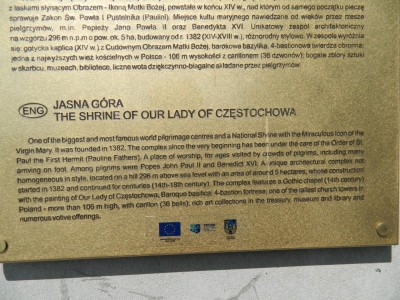 z łaskami słynącym Obrazem - Ikoną Matki Bożej, powstałe w końcu XIV w., nad którym od samego początku pieczę
sprawuje Zakon Św. Pawła I Pustelnika (Paulini). Miejsce kultu maryjnego nawiedzane od wieków przez rzesze
pielgrzymów, m.in. Papieży Jana Pawła II oraz Benedykta XVI. Unikatowy zespół architektoniczny
na wzgórzu 296 m n.p.m o pow. ok. 5 ha, budowany od r. 1382 (XIV-XVIII w), różnorodny stylowo. W zespole wyróżnia
się: gotycka kaplica (XIV w.) z Cudownym Obrazem Matki Bożej, barokowa bazylika, 4-bastionowa twierdza obronna;
jedna z najwyższych wież kościelnych w Polsce - 106 m wysokości z carillonem (36 dzwonów); bogate zbiory sztuki
w skarbcu, muzeach, bibliotece, liczne wota dziękczynno-błagalne składane przez pielgrzymów.
ENG JASNA GÓRA
THE SHRINE OF OUR LADY OF CZĘSTOCHOWA
One of the biggest and most famous world pilgrimage centres and a National Shrine with the Miraculous Icon of the
Virgin Mary. It was founded in 1382. The complex since the very beginning has been under the care of the Order of St.
Paul the First Hermit (Pauline Fathers). A place of worship, for ages visited by crowds of pilgrims, including many
arriving on foot. Among pilgrims were Popes John Paul II and Benedict XVI. A unique architectural complex not
homogeneous in style, located on a hill 296 m above sea level with an area of around 5 hectares, whose construction
started in 1382 and continued for centuries (14th-18th century). The complex features a Gothic chapel (14th century)
with the painting of Our Lady of Częstochowa; Baroque basilica; 4-bastion fortress; one of the tallest church towers in
Poland - more than 106 m high, with carillon (36 bells); rich art collections in the treasury, museum and library and
numerous votive offerings.